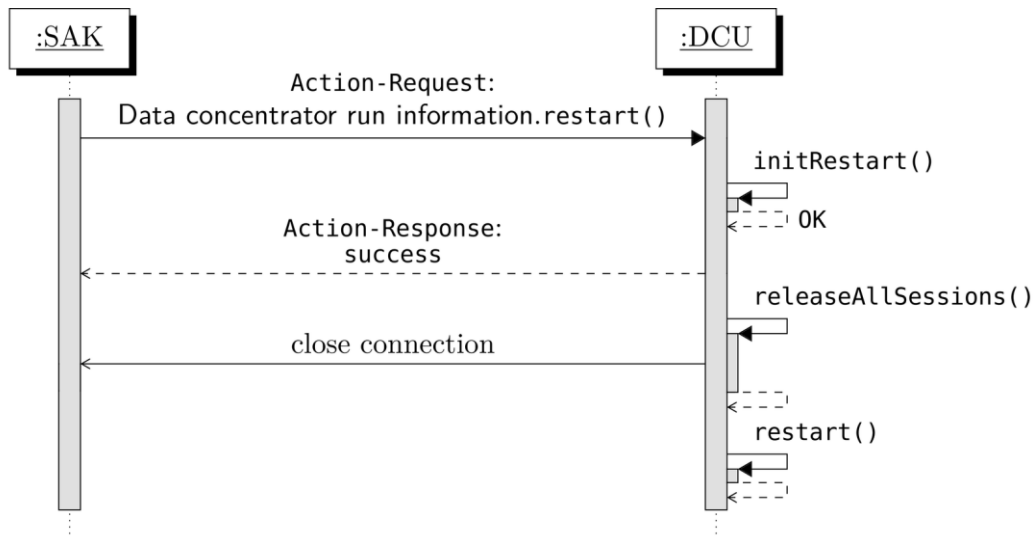 :SAK
:DCU
Action-Request:
Data concentrator run information.restart()
initRestart()
OK
Action-Response:
success
releaseAllSessions()
close connection
restart()